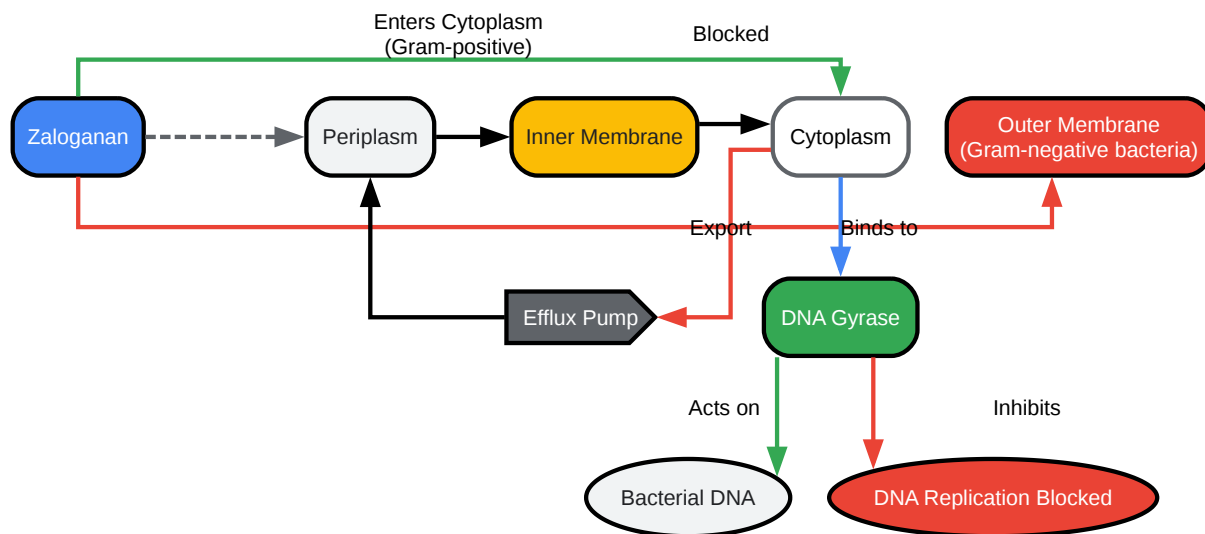 Enters Cytoplasm
(Gram-positive)
Blocked
Zaloganan
Periplasm
Inner Membrane
Cytoplasm
Outer Membrane
(Gram-negative bacteria)
Export
Binds to
Efflux Pump
DNA Gyrase
Acts on
Inhibits
Bacterial DNA
DNA Replication Blocked